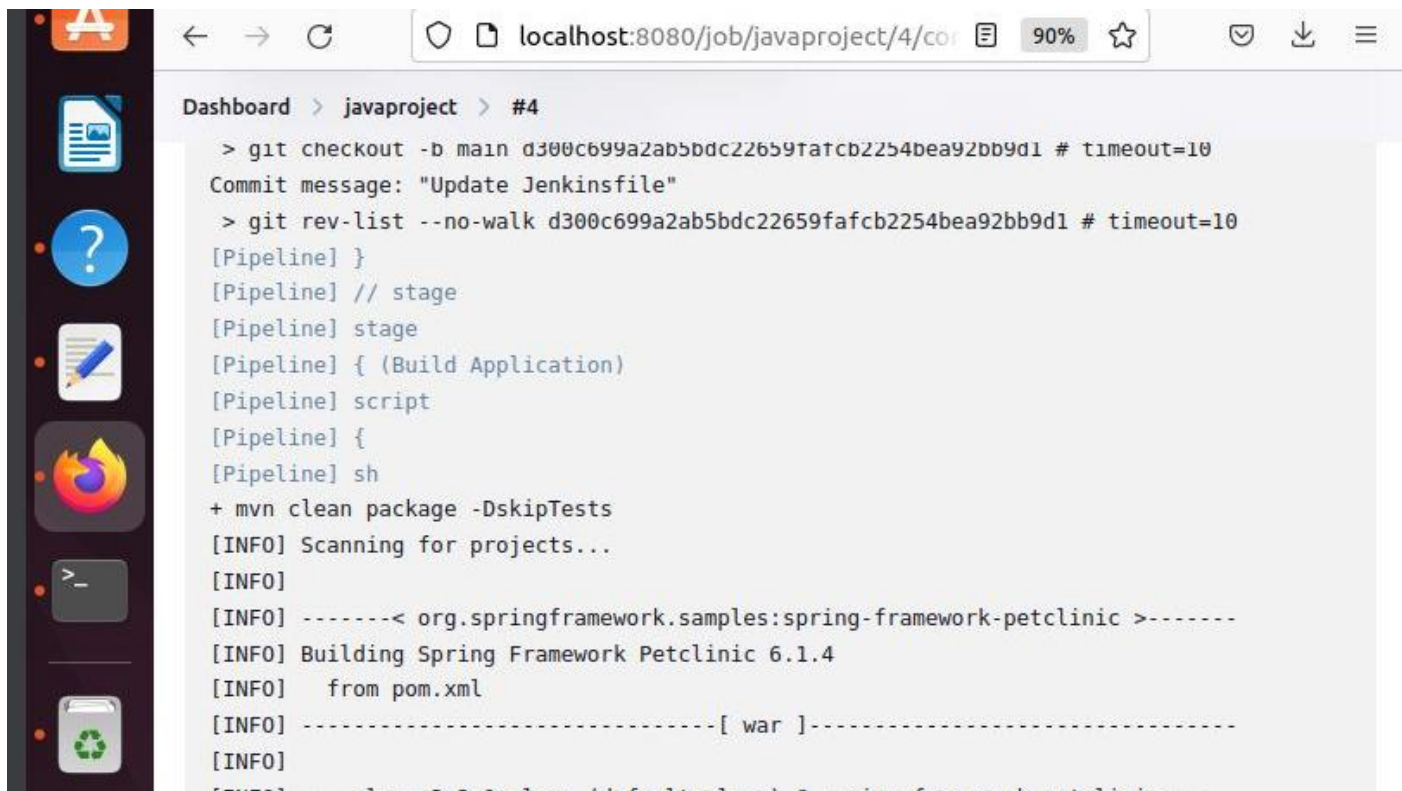 localhost:8080/job/javaproject/4/co 90%
Dashboard > javaproject > #4
> git checkout -b main d300c699a2ab5bdc22659fafcb2254bea92bb9d1 # timeout=10
Commit message: "Update Jenkinsfile"
> git rev-list --no-walk d300c699a2ab5bdc22659fafcb2254bea92bb9d1 # timeout=10
[Pipeline] }
[Pipeline] // stage
[Pipeline] stage
[Pipeline] { (Build Application)
[Pipeline] script
[Pipeline] {
[Pipeline] sh
+ mvn clean package -DskipTests
[INFO] Scanning for projects...
[INFO]
[INFO] -------< org.springframework.samples:spring-framework-petclinic >-------
[INFO] Building Spring Framework Petclinic 6.1.4
[INFO]   from pom.xml
[INFO] --------------------------------[ war ]---------------------------------
[INFO]